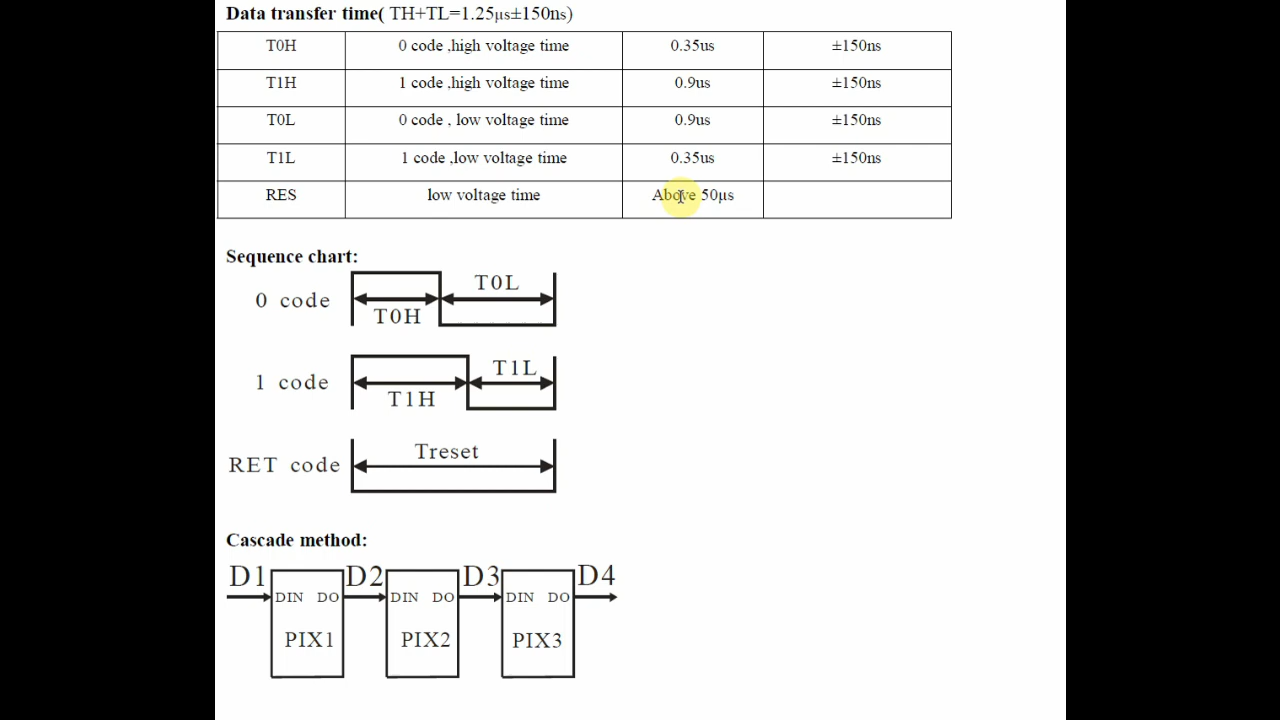 Data transfer time( TH+TL=1.25μs±150ns)
T0H 0 code ,high voltage time 0.35us ±150ns
T1H 1 code ,high voltage time 0.9us ±150ns
T0L 0 code , low voltage time 0.9us ±150ns
T1L 1 code ,low voltage time 0.35us ±150ns
RES low voltage time Above 50μs
Sequence chart:
0 code T0H T0L
1 code T1H T1L
RET code Treset
Cascade method:
D1 D2 D3 D4
DIN DO DIN DO DIN DO
PIX1 PIX2 PIX3